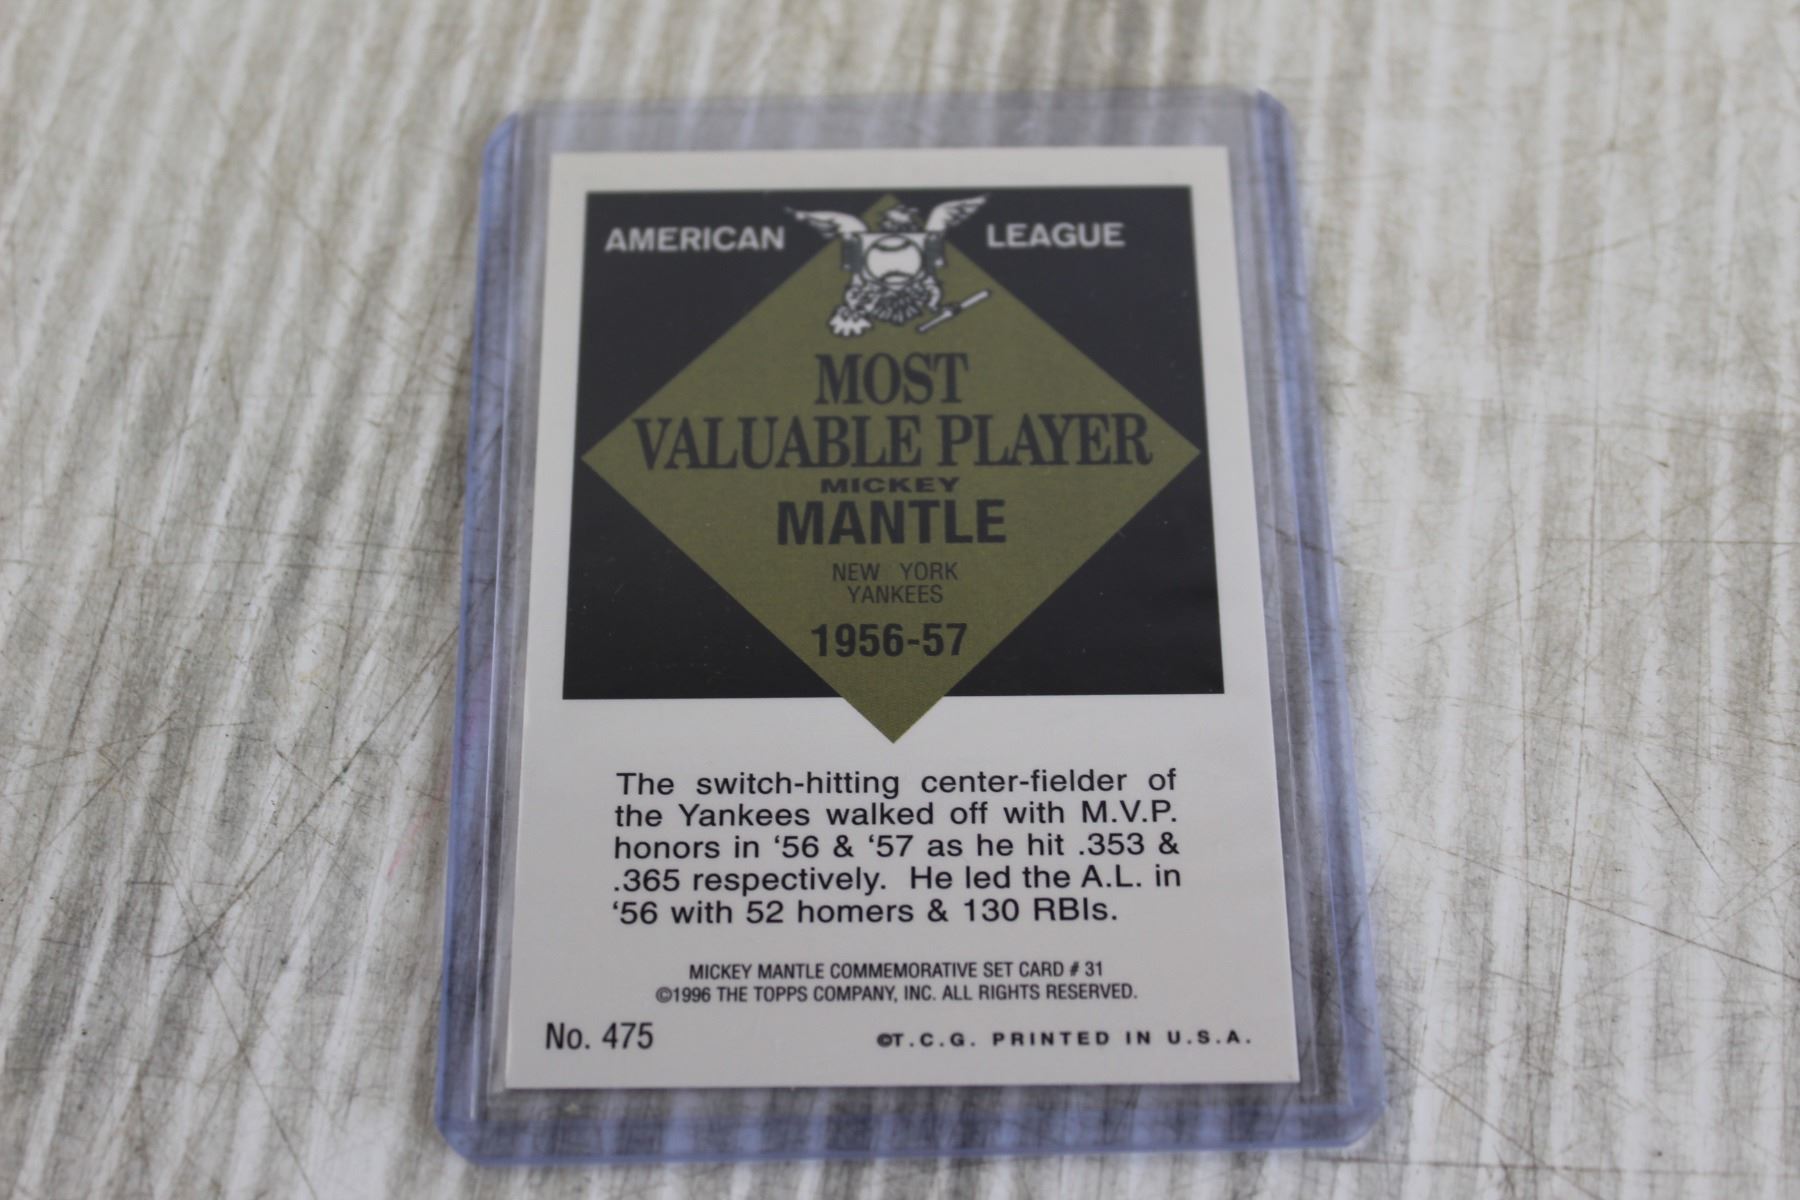 AMERICAN LEAGUE
MOST
VALUABLE PLAYER
MICKEY
MANTLE
NEW YORK
YANKEES
1956-57
The switch-hitting center-fielder of
the Yankees walked off with M.V.P.
honors in ‘56 & ‘57 as he hit .353 &
.365 respectively. He led the A.L. in
‘56 with 52 homers & 130 RBIs.
MICKEY MANTLE COMMEMORATIVE SET CARD # 31
©1996 THE TOPPS COMPANY, INC. ALL RIGHTS RESERVED.
No. 475 ©T.C.G. PRINTED IN U.S.A.